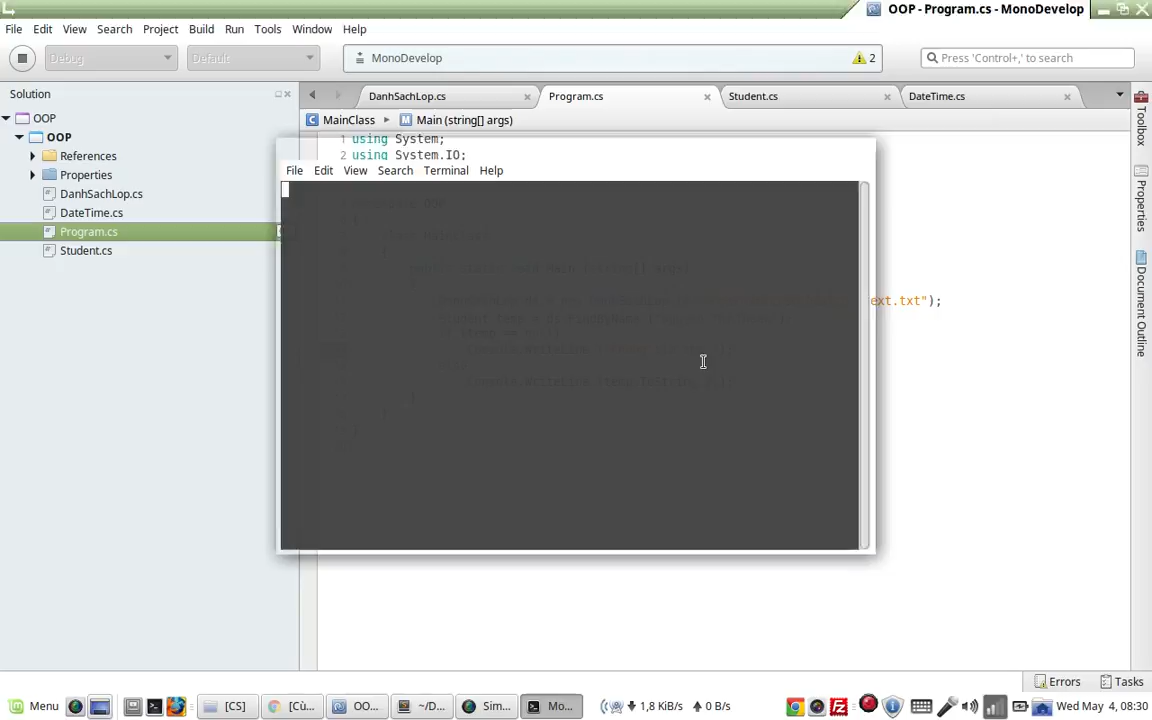 OOP - Program.cs - MonoDevelop
File Edit View Search Project Build Run Tools Window Help
Debug Default MonoDevelop 2 Press 'Control+,' to search
Solution
DanhSachLop.cs Program.cs Student.cs DateTime.cs
OOP
MainClass Main (string[] args)
OOP
1 using System;
2 using System.IO;
References
Properties
DanhSachLop.cs
DateTime.cs
Program.cs
Student.cs
File Edit View Search Terminal Help
ext.txt");
Toolbox
Properties
Document Outline
Errors Tasks
Menu [CS] [Cù... OO... ~/D... Sim... Mo... 1,8 KiB/s 0 B/s Wed May 4, 08:30